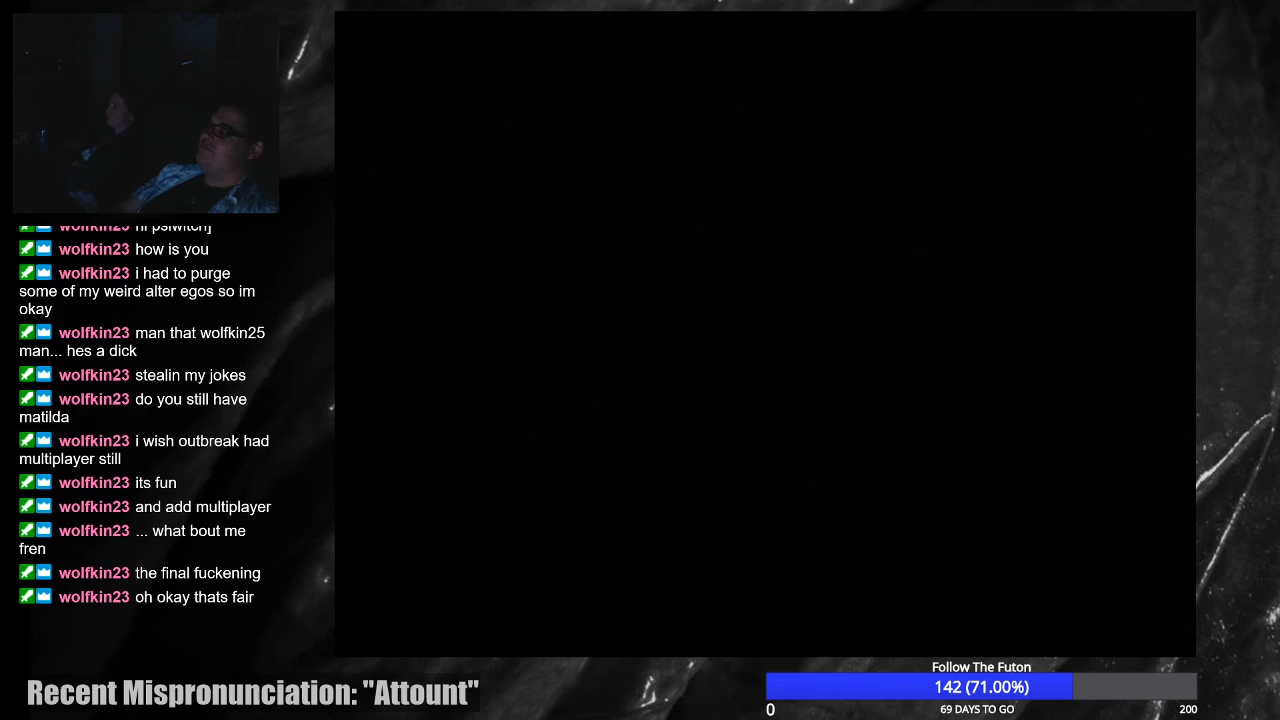 wolfkin23 hi psiwitch
wolfkin23 how is you
wolfkin23 i had to purge
some of my weird alter egos so im
okay
wolfkin23 man that wolfkin25
man... hes a dick
wolfkin23 stealin my jokes
wolfkin23 do you still have
matilda
wolfkin23 i wish outbreak had
multiplayer still
wolfkin23 its fun
wolfkin23 and add multiplayer
wolfkin23 ... what bout me
fren
wolfkin23 the final fuckening
wolfkin23 oh okay thats fair
Recent Mispronunciation: "Attount"
Follow The Futon
142 (71.00%)
0 69 DAYS TO GO 200